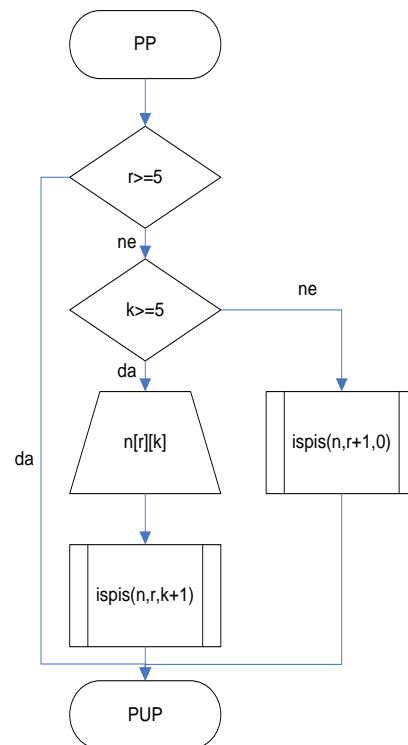 PP
r>=5
ne
k>=5
ne
da
n[r][k]
ispis(n,r+1,0)
da
ispis(n,r,k+1)
PUP